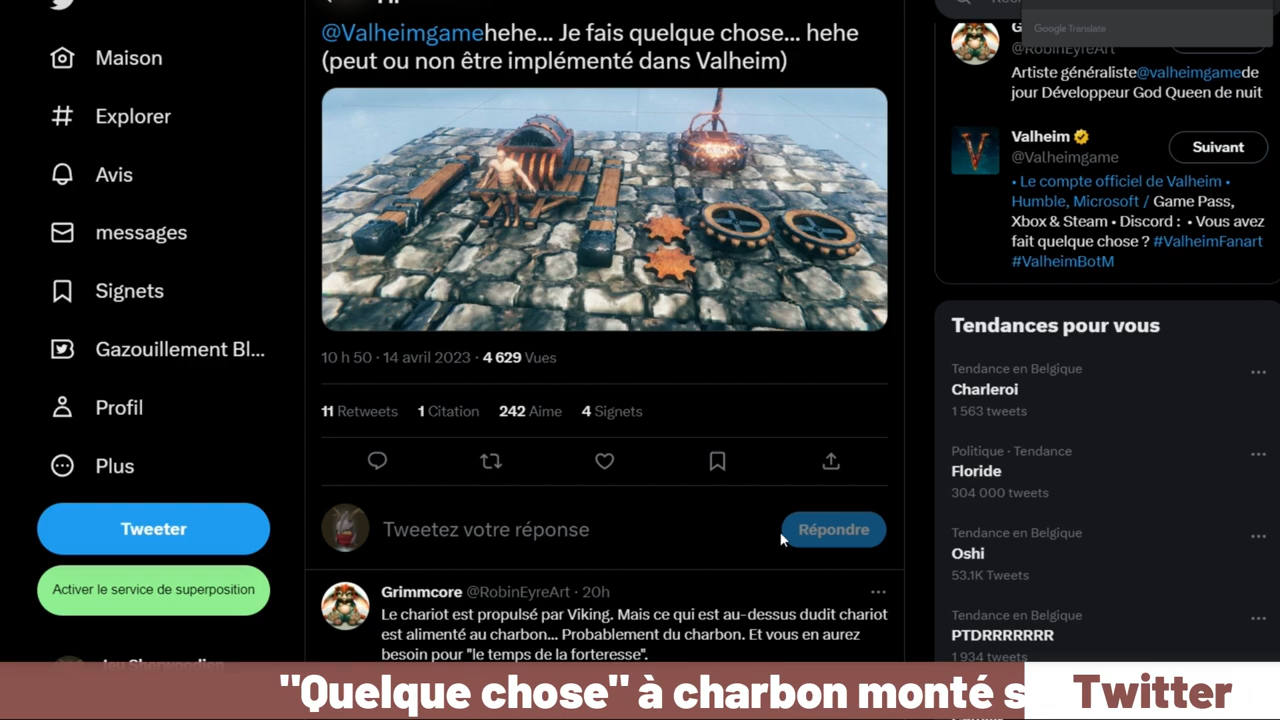 Maison
Explorer
Avis
messages
Signets
Gazouillement Bl...
Profil
Plus
Tweeter
Activer le service de superposition
@Valheimgamehehe... Je fais quelque chose... hehe
(peut ou non être implémenté dans Valheim)
10 h 50 · 14 avril 2023 · 4 629 Vues
11 Retweets 1 Citation 242 Aime 4 Signets
Tweetez votre réponse
Répondre
Grimmcore @RobinEyreArt · 20h
Le chariot est propulsé par Viking. Mais ce qui est au-dessus dudit chariot
est alimenté au charbon... Probablement du charbon. Et vous en aurez
besoin pour "le temps de la forteresse".
Google Translate
@RobinEyreArt
Artiste généraliste@valheimgamede
jour Développeur God Queen de nuit
Valheim
@Valheimgame
Suivant
• Le compte officiel de Valheim •
Humble, Microsoft / Game Pass,
Xbox & Steam • Discord : • Vous avez
fait quelque chose ? #ValheimFanart
#ValheimBotM
Tendances pour vous
Tendance en Belgique
Charleroi
1 563 tweets
Politique · Tendance
Floride
304 000 tweets
Tendance en Belgique
Oshi
53.1K Tweets
Tendance en Belgique
PTDRRRRRRR
1 934 tweets
"Quelque chose" à charbon monté s
Twitter